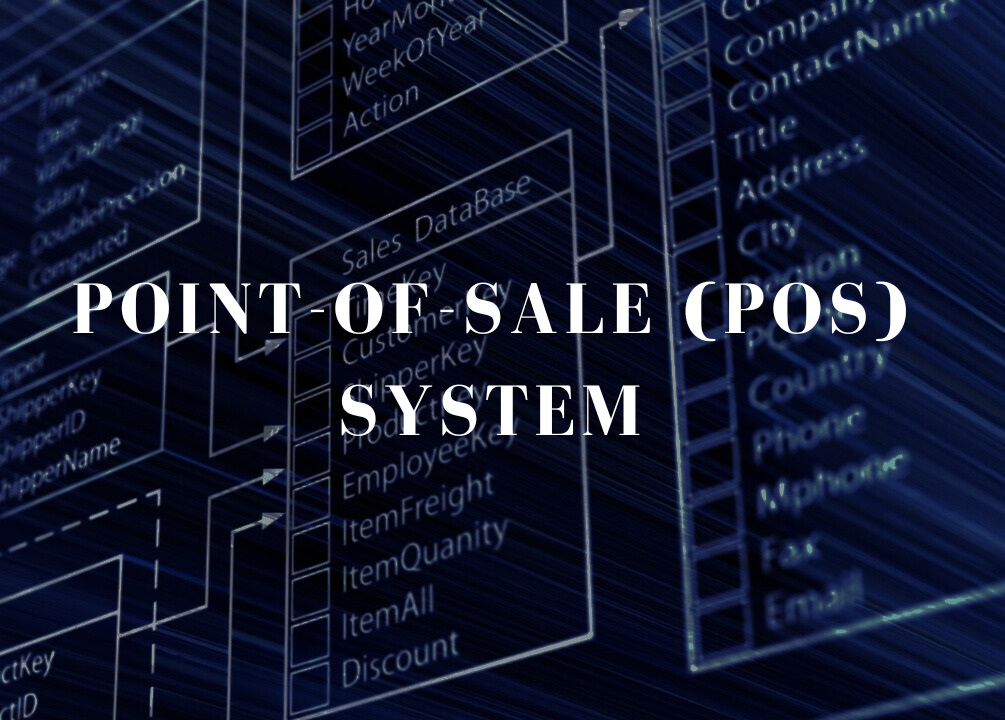 YearMonth
WeekOfYear
Action
Company
ContactName
Title
Address
City
Region
Country
Phone
Mphone
Fax
Email
Salary
DoublePrecision
Computed
Sales DataBase
TimeKey
CustomerKey
ShipperKey
ProductKey
EmployeeKey
ItemFreight
ItemQuanity
ItemAll
Discount
POINT-OF-SALE (POS)
SYSTEM
ShipperKey
ShipperID
ShipperName
ctKey
ctID